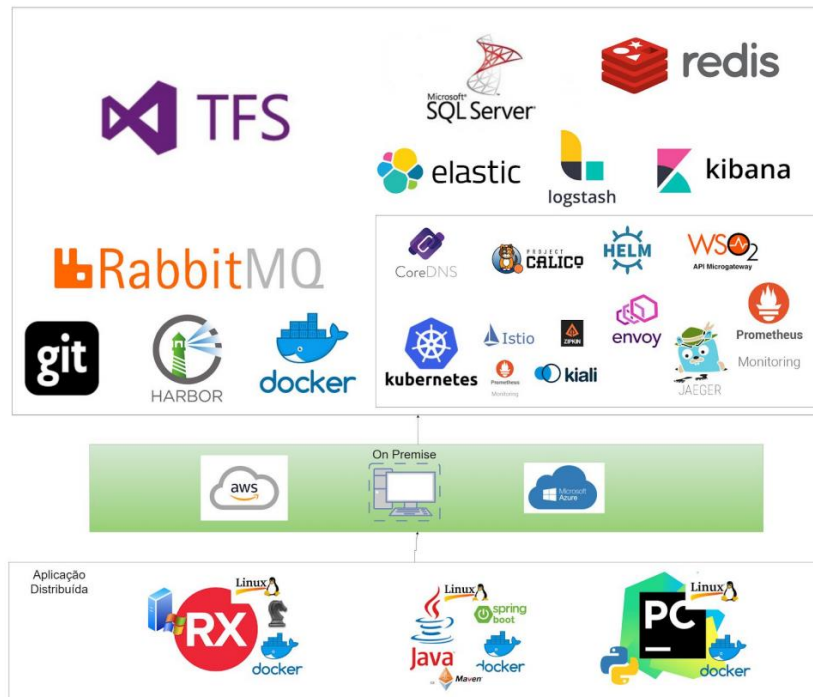 TFS
Microsoft®
SQL Server®
redis
elastic
logstash
kibana
RabbitMQ
git
HARBOR
docker
CoreDNS
PROJECT
CALICO
HELM
WSO2
API Microgateway
kubernetes
Istio
ZIPKIN
envoy
Prometheus
Monitoring
Prometheus
Monitoring
kiali
JAEGER
On Premise
aws
Microsoft
Azure
Aplicação
Distribuída
RX
Linux
docker
Java
Linux
spring
boot
docker
Maven
PC
Linux
docker